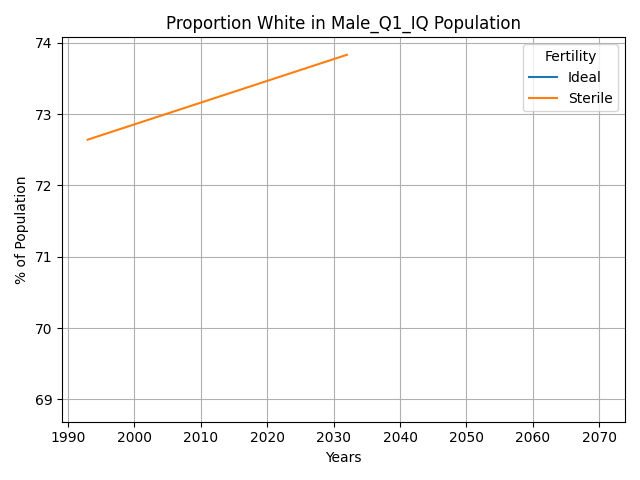 Proportion White in Male_Q1_IQ Population
74
73
72
71
70
69
% of Population
Fertility
Ideal
Sterile
1990 2000 2010 2020 2030 2040 2050 2060 2070
Years